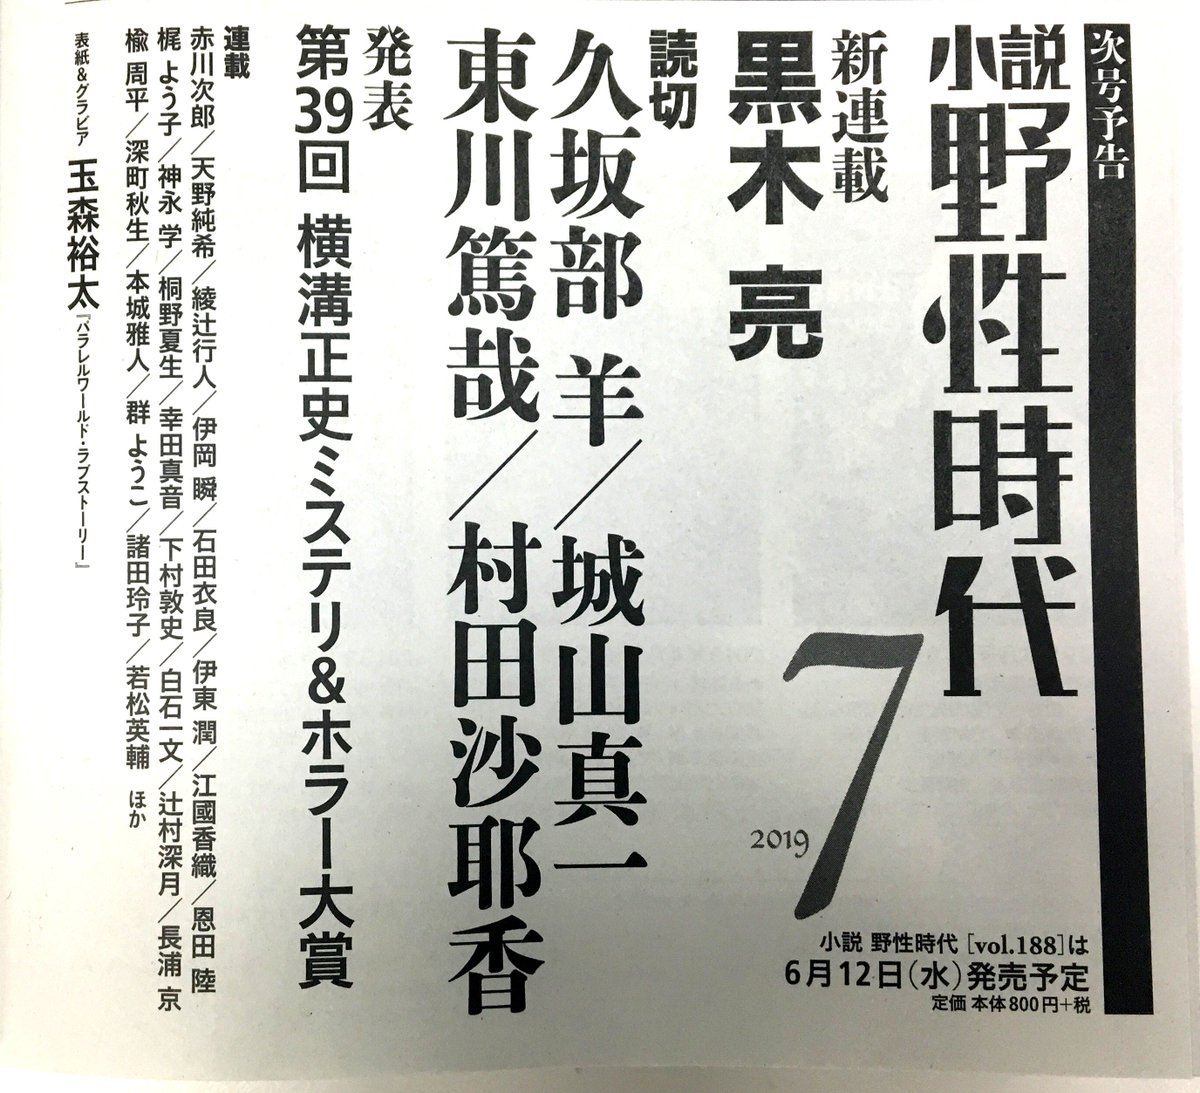 次号予告
小説 野性時代
7
2019
小説 野性時代 [vol.188]は
6月12日(水)発売予定
定価 本体800円+税
新連載
黒木 亮
読切
久坂部 羊/城山真一
東川篤哉/村田沙耶香
発表
第39回 横溝正史ミステリ&ホラー大賞
連載
赤川次郎/天野純希/綾辻行人/伊岡 瞬/石田衣良/伊東 潤/江國香織/恩田 陸
梶 よう子/神永 学/桐野夏生/幸田真音/下村敦史/白石一文/辻村深月/長浦 京
楡 周平/深町秋生/本城雅人/群 ようこ/諸田玲子/若松英輔 ほか
表紙&グラビア 玉森裕太『パラレルワールド・ラブストーリー』